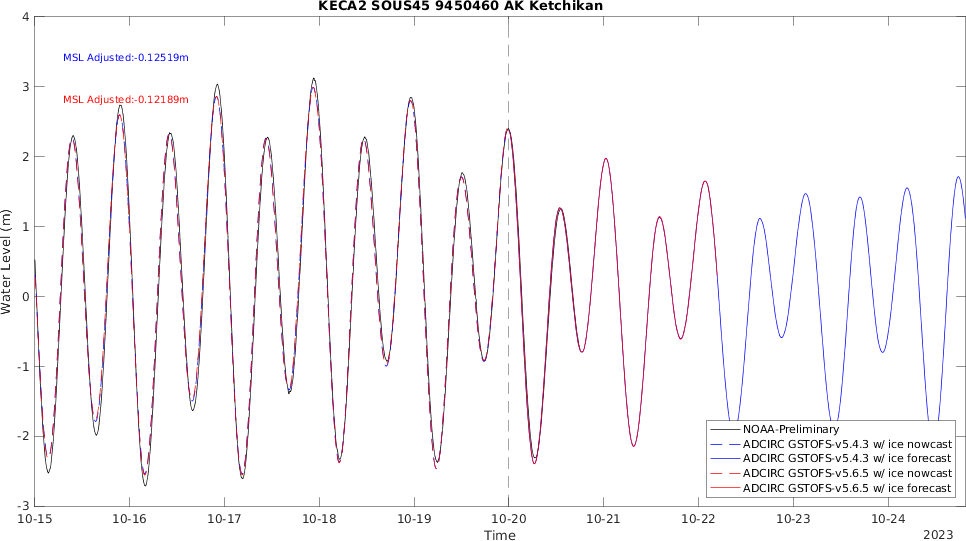 KECA2 SOUS45 9450460 AK Ketchikan
4
MSL Adjusted:-0.12519m
3
MSL Adjusted:-0.12189m
2
1
0
-1
-2
-3
Water Level (m)
NOAA-Preliminary
ADCIRC GSTOFS-v5.4.3 w/ ice nowcast
ADCIRC GSTOFS-v5.4.3 w/ ice forecast
ADCIRC GSTOFS-v5.6.5 w/ ice nowcast
ADCIRC GSTOFS-v5.6.5 w/ ice forecast
10-15 10-16 10-17 10-18 10-19 10-20 10-21 10-22 10-23 10-24
Time
2023